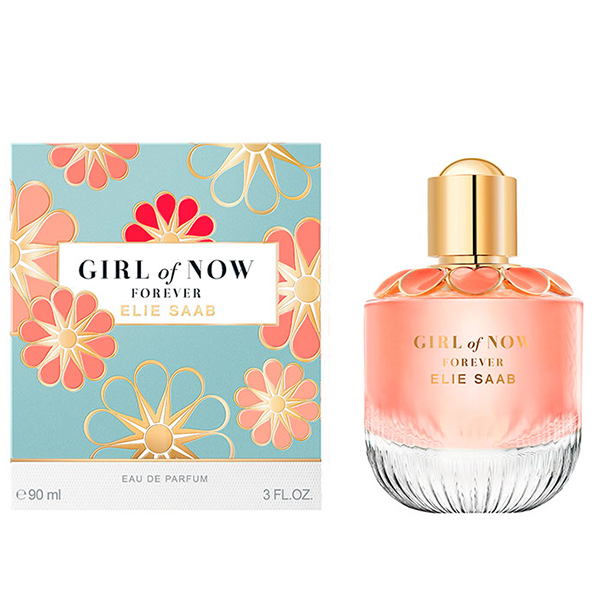 GIRL of NOW
FOREVER
ELIE SAAB
EAU DE PARFUM
℮90 ml
3 FL.OZ.
GIRL of NOW
FOREVER
ELIE SAAB